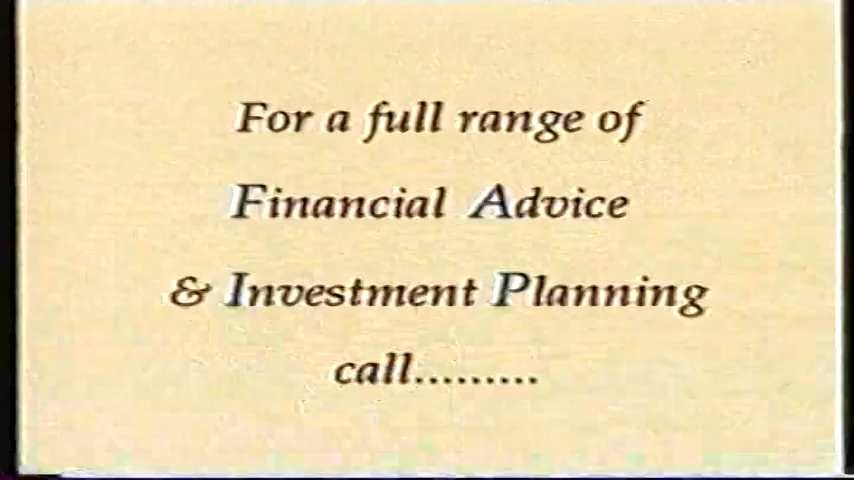 For a full range of
Financial Advice
& Investment Planning
call.........